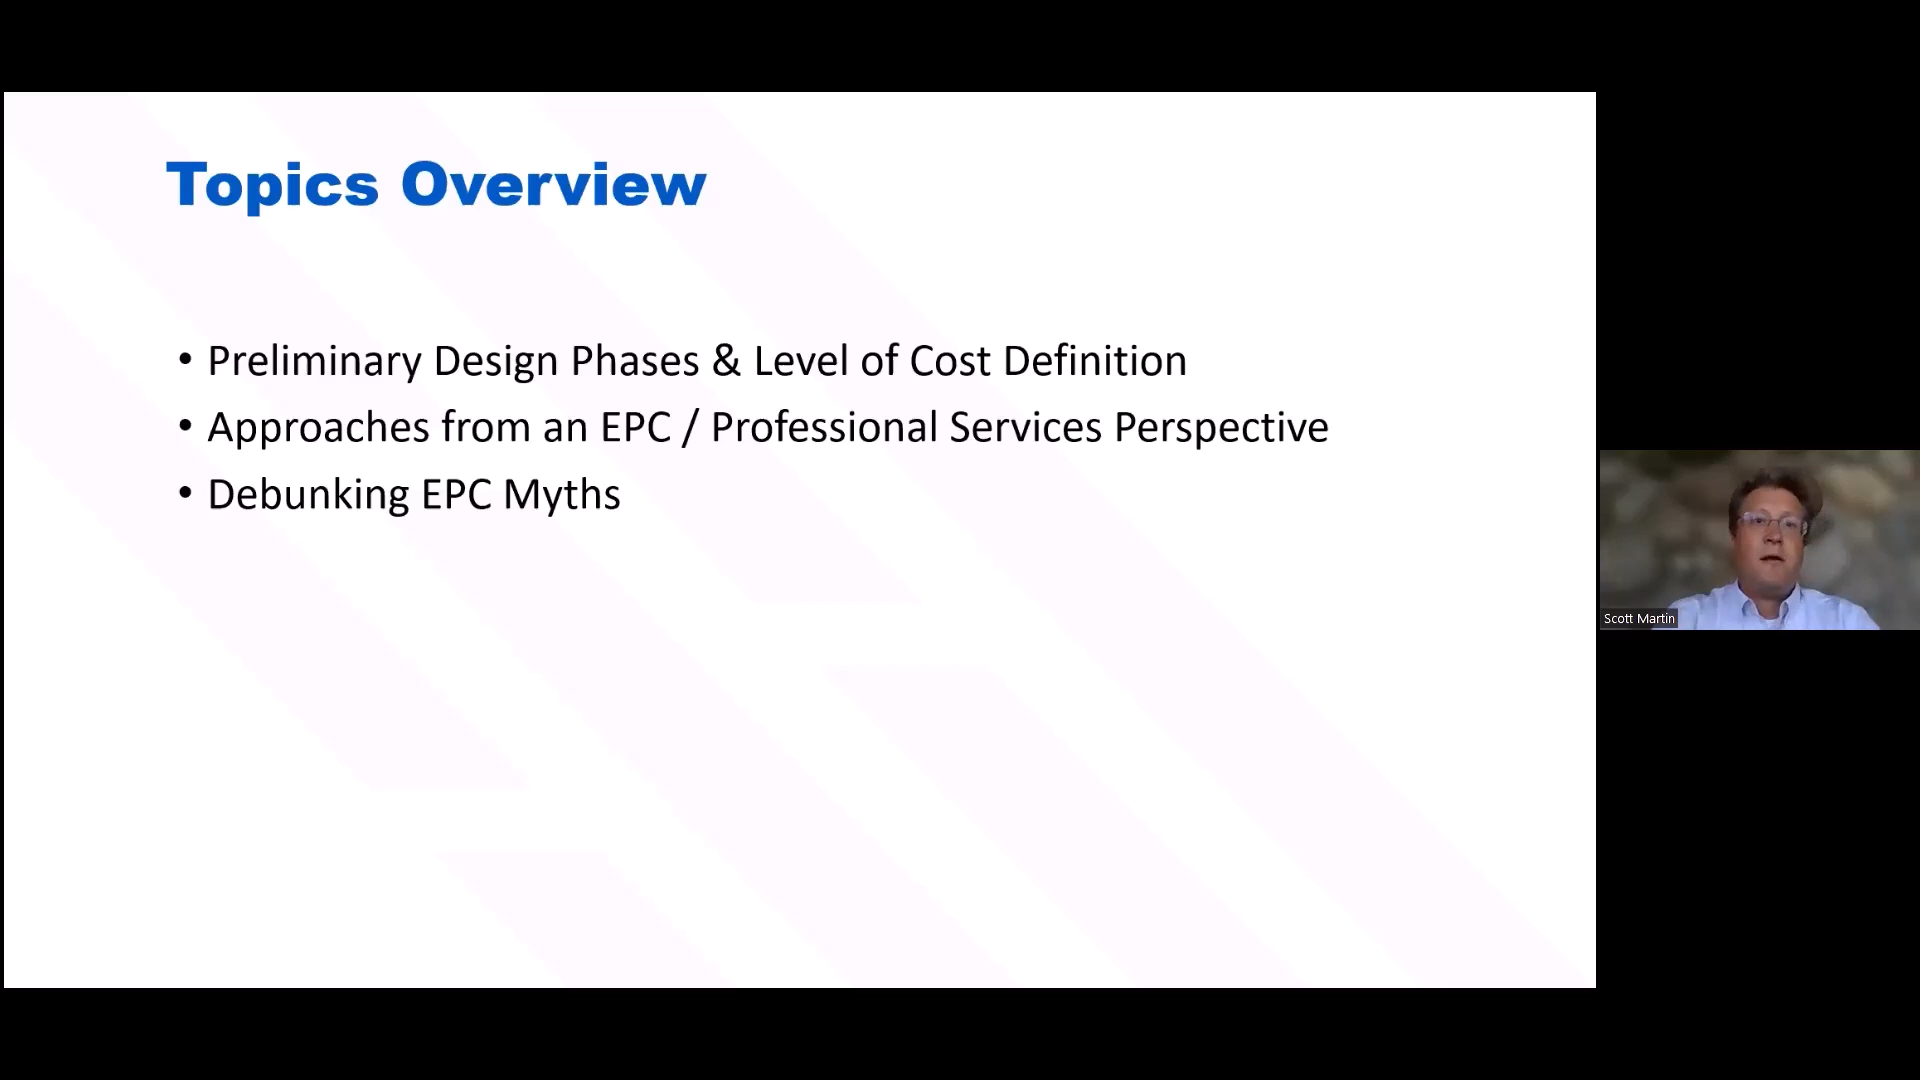 Topics Overview
• Preliminary Design Phases & Level of Cost Definition
• Approaches from an EPC / Professional Services Perspective
• Debunking EPC Myths
Scott Martin